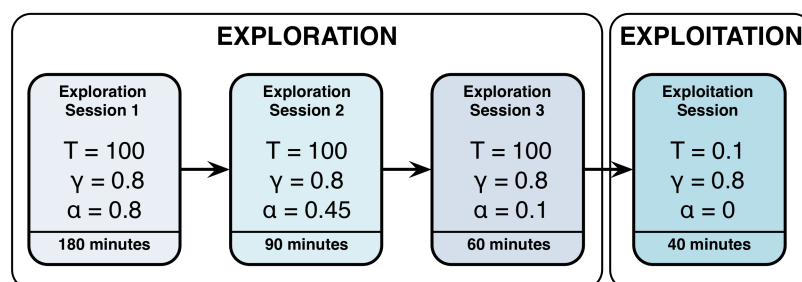 EXPLORATION
Exploration
Session 1
T = 100
γ = 0.8
α = 0.8
180 minutes
Exploration
Session 2
T = 100
γ = 0.8
α = 0.45
90 minutes
Exploration
Session 3
T = 100
γ = 0.8
α = 0.1
60 minutes
EXPLOITATION
Exploitation
Session
T = 0.1
γ = 0.8
α = 0
40 minutes